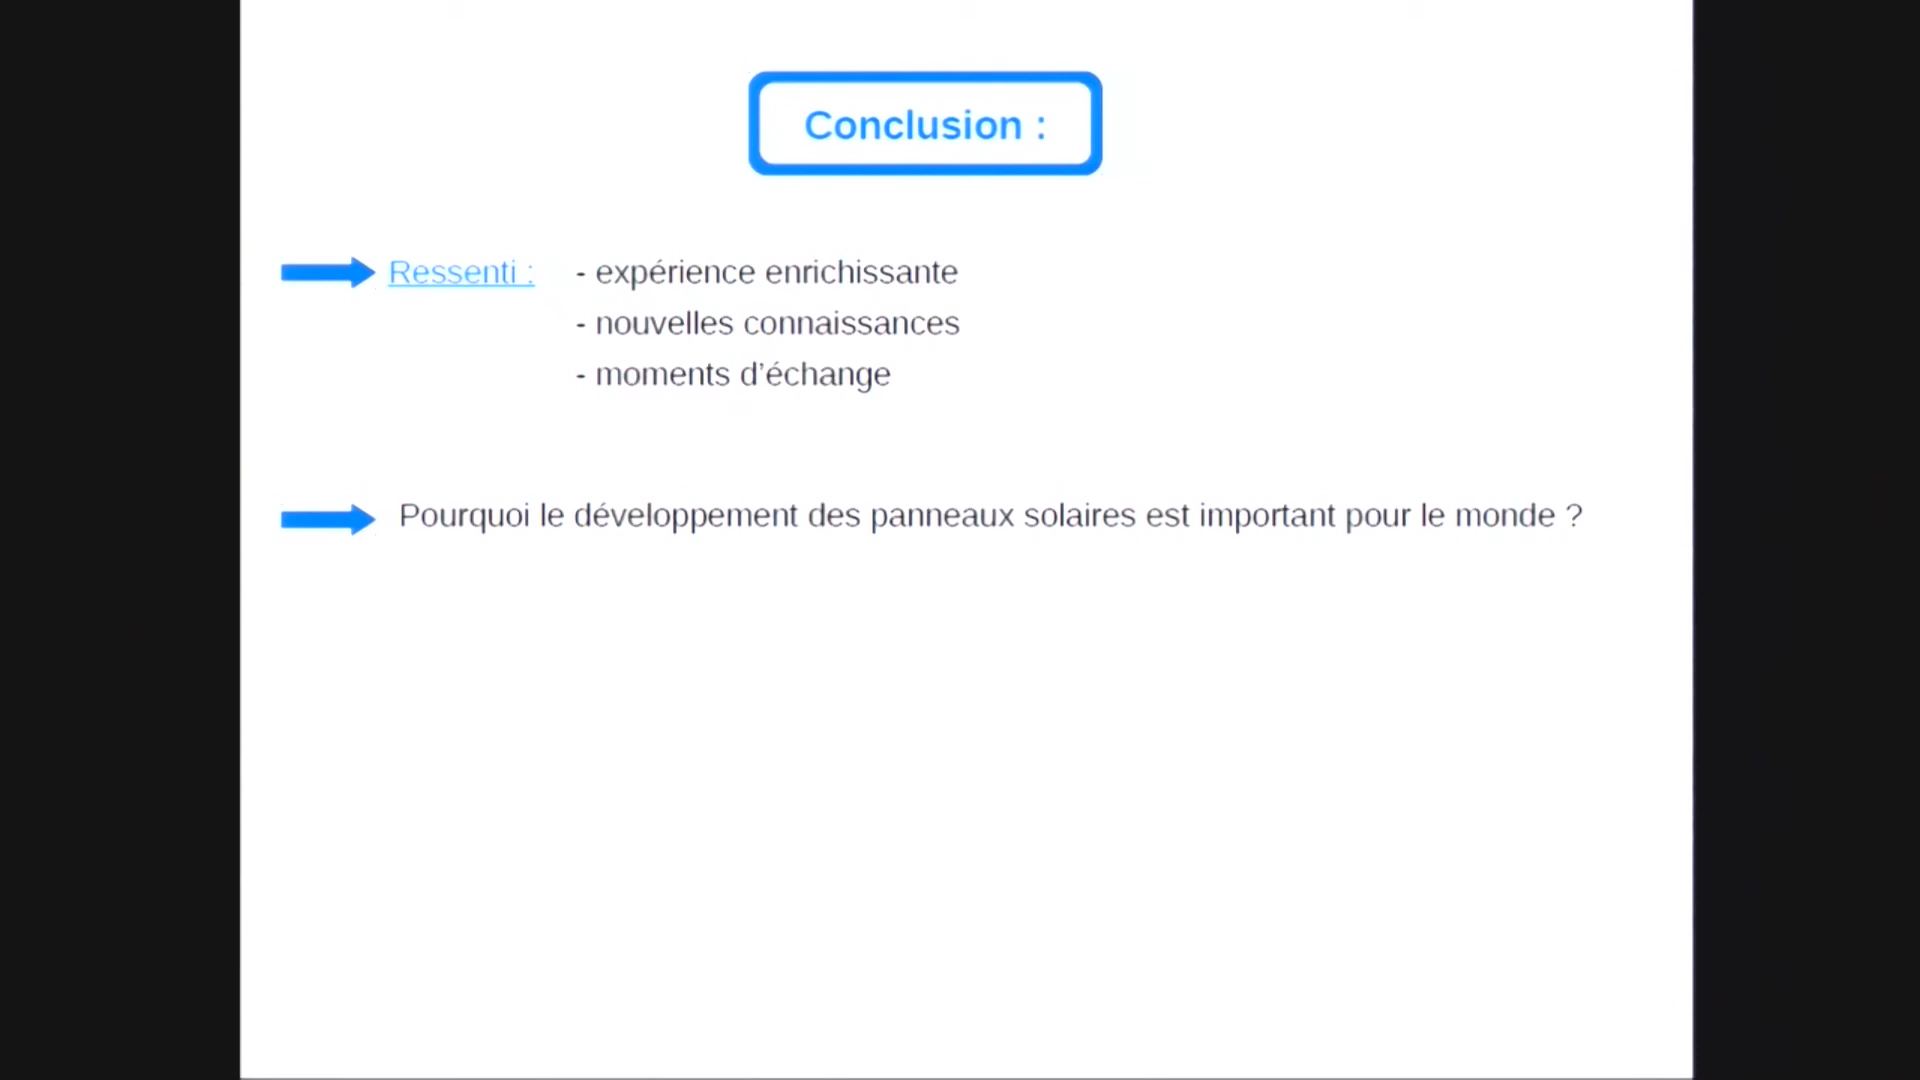 Conclusion :
Ressenti : - expérience enrichissante
- nouvelles connaissances
- moments d’échange
Pourquoi le développement des panneaux solaires est important pour le monde ?